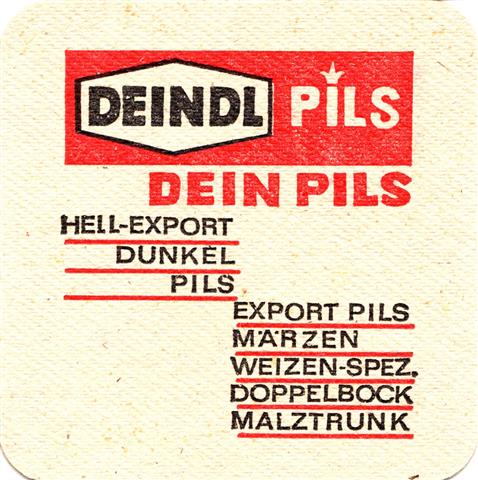 DEINDL PILS
DEIN PILS
HELL-EXPORT
DUNKEL
PILS
EXPORT PILS
MÄRZEN
WEIZEN-SPEZ.
DOPPELBOCK
MALZTRUNK